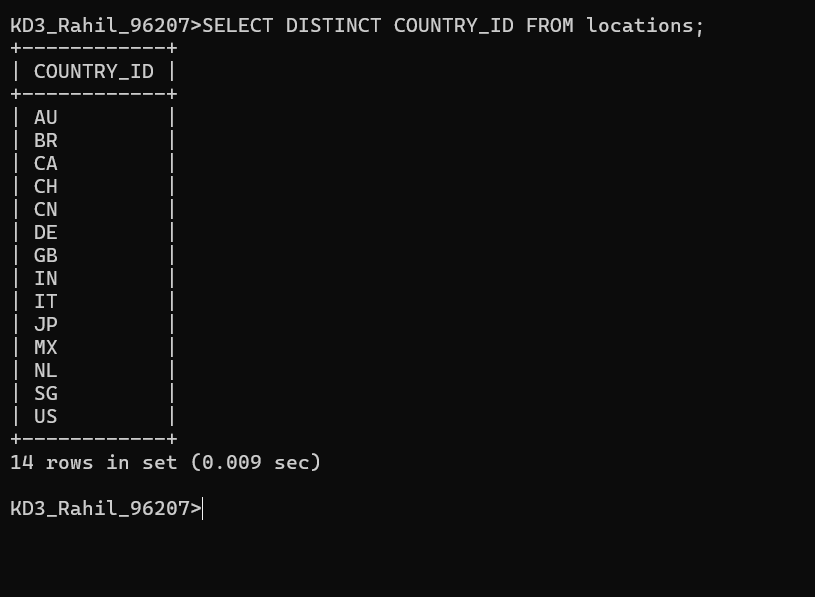 KD3_Rahil_96207>SELECT DISTINCT COUNTRY_ID FROM locations;
+------------+
| COUNTRY_ID |
+------------+
| AU         |
| BR         |
| CA         |
| CH         |
| CN         |
| DE         |
| GB         |
| IN         |
| IT         |
| JP         |
| MX         |
| NL         |
| SG         |
| US         |
+------------+
14 rows in set (0.009 sec)
KD3_Rahil_96207>